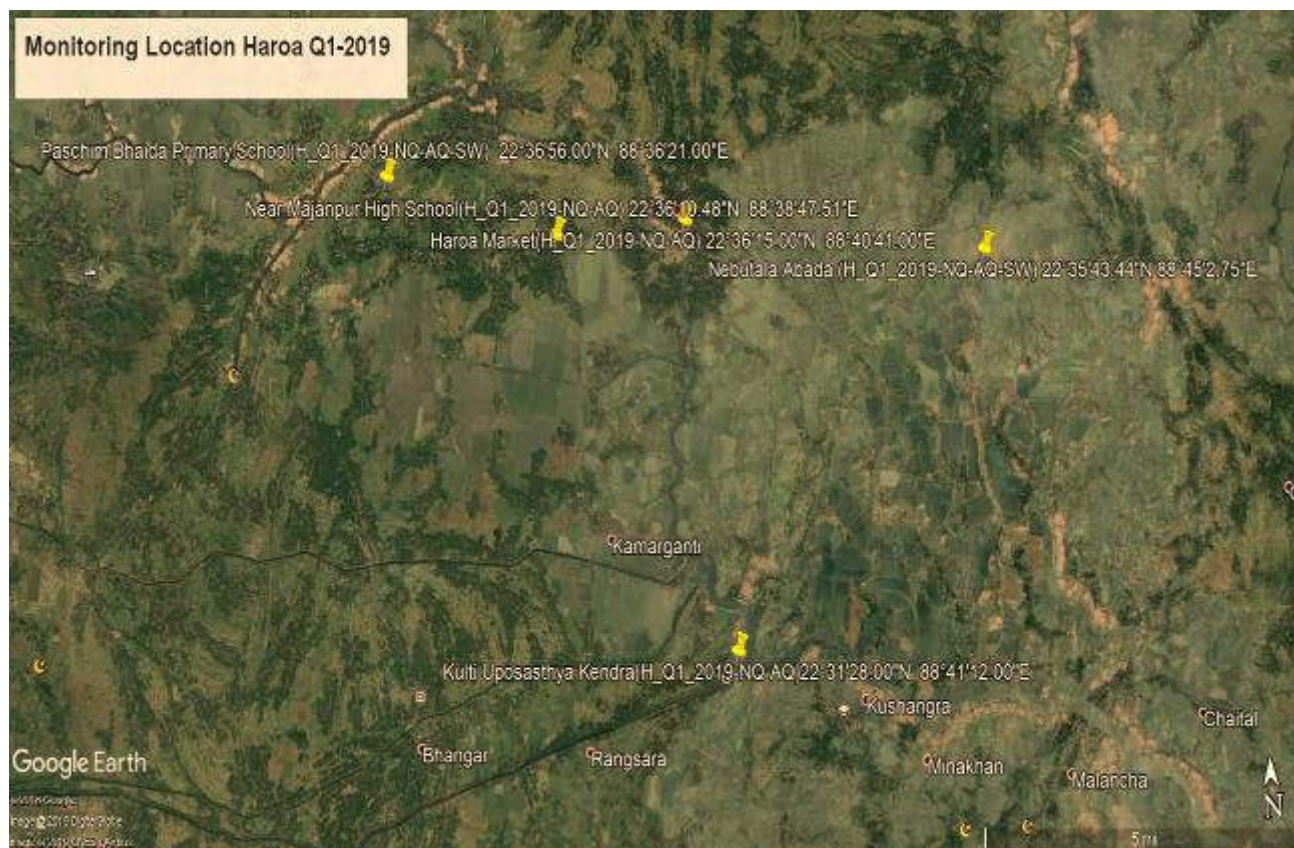 Monitoring Location Haroa Q1-2019
Paschim Bhaida Primary School(H_Q1_2019-NQ-AQ-SW) 22°36'56.00"N 88°36'21.00"E
Near Majanpur High School(H_Q1_2019-NQ-AQ) 22°36'10.48"N 88°38'47.51"E
Haroa Market(H_Q1_2019-NQ-AQ) 22°36'15.00"N 88°40'41.00"E
Nebutala Abada (H_Q1_2019-NQ-AQ-SW) 22°35'43.44"N 88°45'2.75"E
Kamarganti
Kulti Uposasthya Kendra(H_Q1_2019-NQ-AQ)22°31'28.00"N 88°41'12.00"E
Kushangra
Chaital
Bhangar
Rangsara
Minakhan
Malancha
Google Earth
N
5 mi